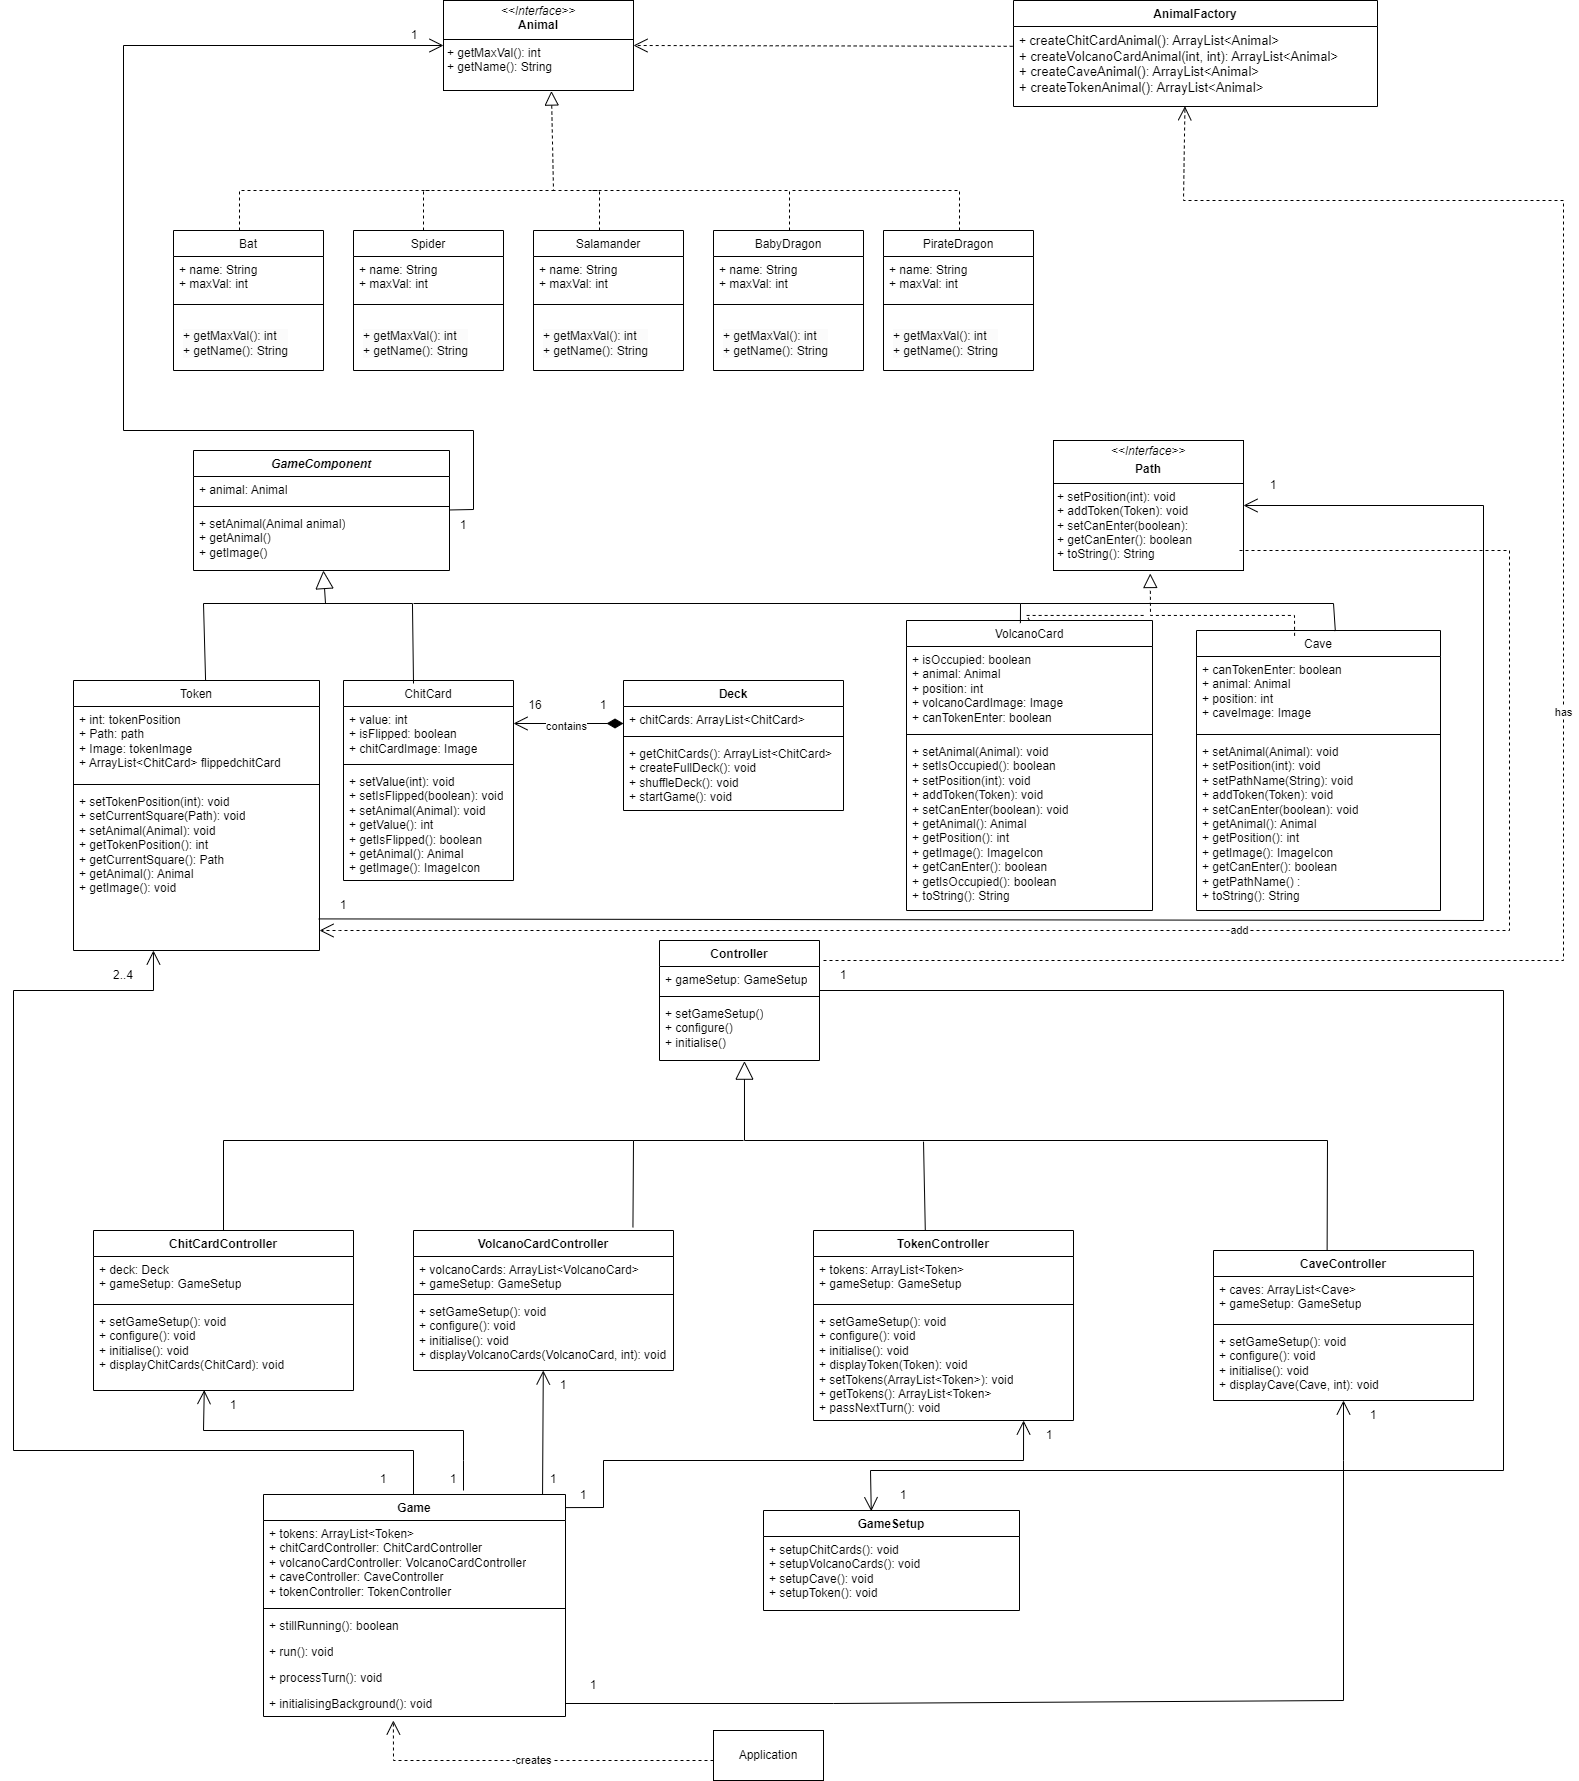 <<Interface>>
Animal
+ getMaxVal(): int
+ getName(): String
1
AnimalFactory
+ createChitCardAnimal(): ArrayList<Animal>
+ createVolcanoCardAnimal(int, int): ArrayList<Animal>
+ createCaveAnimal(): ArrayList<Animal>
+ createTokenAnimal(): ArrayList<Animal>
Bat
+ name: String
+ maxVal: int
+ getMaxVal(): int
+ getName(): String
Spider
+ name: String
+ maxVal: int
+ getMaxVal(): int
+ getName(): String
Salamander
+ name: String
+ maxVal: int
+ getMaxVal(): int
+ getName(): String
BabyDragon
+ name: String
+ maxVal: int
+ getMaxVal(): int
+ getName(): String
PirateDragon
+ name: String
+ maxVal: int
+ getMaxVal(): int
+ getName(): String
GameComponent
+ animal: Animal
+ setAnimal(Animal animal)
+ getAnimal()
+ getImage()
1
<<Interface>>
Path
+ setPosition(int): void
+ addToken(Token): void
+ setCanEnter(boolean):
+ getCanEnter(): boolean
+ toString(): String
1
has
Token
+ int: tokenPosition
+ Path: path
+ Image: tokenImage
+ ArrayList<ChitCard> flippedchitCard
+ setTokenPosition(int): void
+ setCurrentSquare(Path): void
+ setAnimal(Animal): void
+ getTokenPosition(): int
+ getCurrentSquare(): Path
+ getAnimal(): Animal
+ getImage(): void
1
ChitCard
+ value: int
+ isFlipped: boolean
+ chitCardImage: Image
+ setValue(int): void
+ setIsFlipped(boolean): void
+ setAnimal(Animal): void
+ getValue(): int
+ getIsFlipped(): boolean
+ getAnimal(): Animal
+ getImage(): ImageIcon
16
contains
1
Deck
+ chitCards: ArrayList<ChitCard>
+ getChitCards(): ArrayList<ChitCard>
+ createFullDeck(): void
+ shuffleDeck(): void
+ startGame(): void
VolcanoCard
+ isOccupied: boolean
+ animal: Animal
+ position: int
+ volcanoCardImage: Image
+ canTokenEnter: boolean
+ setAnimal(Animal): void
+ setIsOccupied(): boolean
+ setPosition(int): void
+ addToken(Token): void
+ setCanEnter(boolean): void
+ getAnimal(): Animal
+ getPosition(): int
+ getImage(): ImageIcon
+ getCanEnter(): boolean
+ getIsOccupied(): boolean
+ toString(): String
Cave
+ canTokenEnter: boolean
+ animal: Animal
+ position: int
+ caveImage: Image
+ setAnimal(Animal): void
+ setPosition(int): void
+ setPathName(String): void
+ addToken(Token): void
+ setCanEnter(boolean): void
+ getAnimal(): Animal
+ getPosition(): int
+ getImage(): ImageIcon
+ getCanEnter(): boolean
+ getPathName() :
+ toString(): String
add
2..4
Controller
+ gameSetup: GameSetup
+ setGameSetup()
+ configure()
+ initialise()
1
ChitCardController
+ deck: Deck
+ gameSetup: GameSetup
+ setGameSetup(): void
+ configure(): void
+ initialise(): void
+ displayChitCards(ChitCard): void
1
VolcanoCardController
+ volcanoCards: ArrayList<VolcanoCard>
+ gameSetup: GameSetup
+ setGameSetup(): void
+ configure(): void
+ initialise(): void
+ displayVolcanoCards(VolcanoCard, int): void
1
TokenController
+ tokens: ArrayList<Token>
+ gameSetup: GameSetup
+ setGameSetup(): void
+ configure(): void
+ initialise(): void
+ displayToken(Token): void
+ setTokens(ArrayList<Token>): void
+ getTokens(): ArrayList<Token>
+ passNextTurn(): void
1
CaveController
+ caves: ArrayList<Cave>
+ gameSetup: GameSetup
+ setGameSetup(): void
+ configure(): void
+ initialise(): void
+ displayCave(Cave, int): void
1
1
1
1
1
Game
+ tokens: ArrayList<Token>
+ chitCardController: ChitCardController
+ volcanoCardController: VolcanoCardController
+ caveController: CaveController
+ tokenController: TokenController
+ stillRunning(): boolean
+ run(): void
+ processTurn(): void
+ initialisingBackground(): void
1
1
GameSetup
+ setupChitCards(): void
+ setupVolcanoCards(): void
+ setupCave(): void
+ setupToken(): void
creates
Application